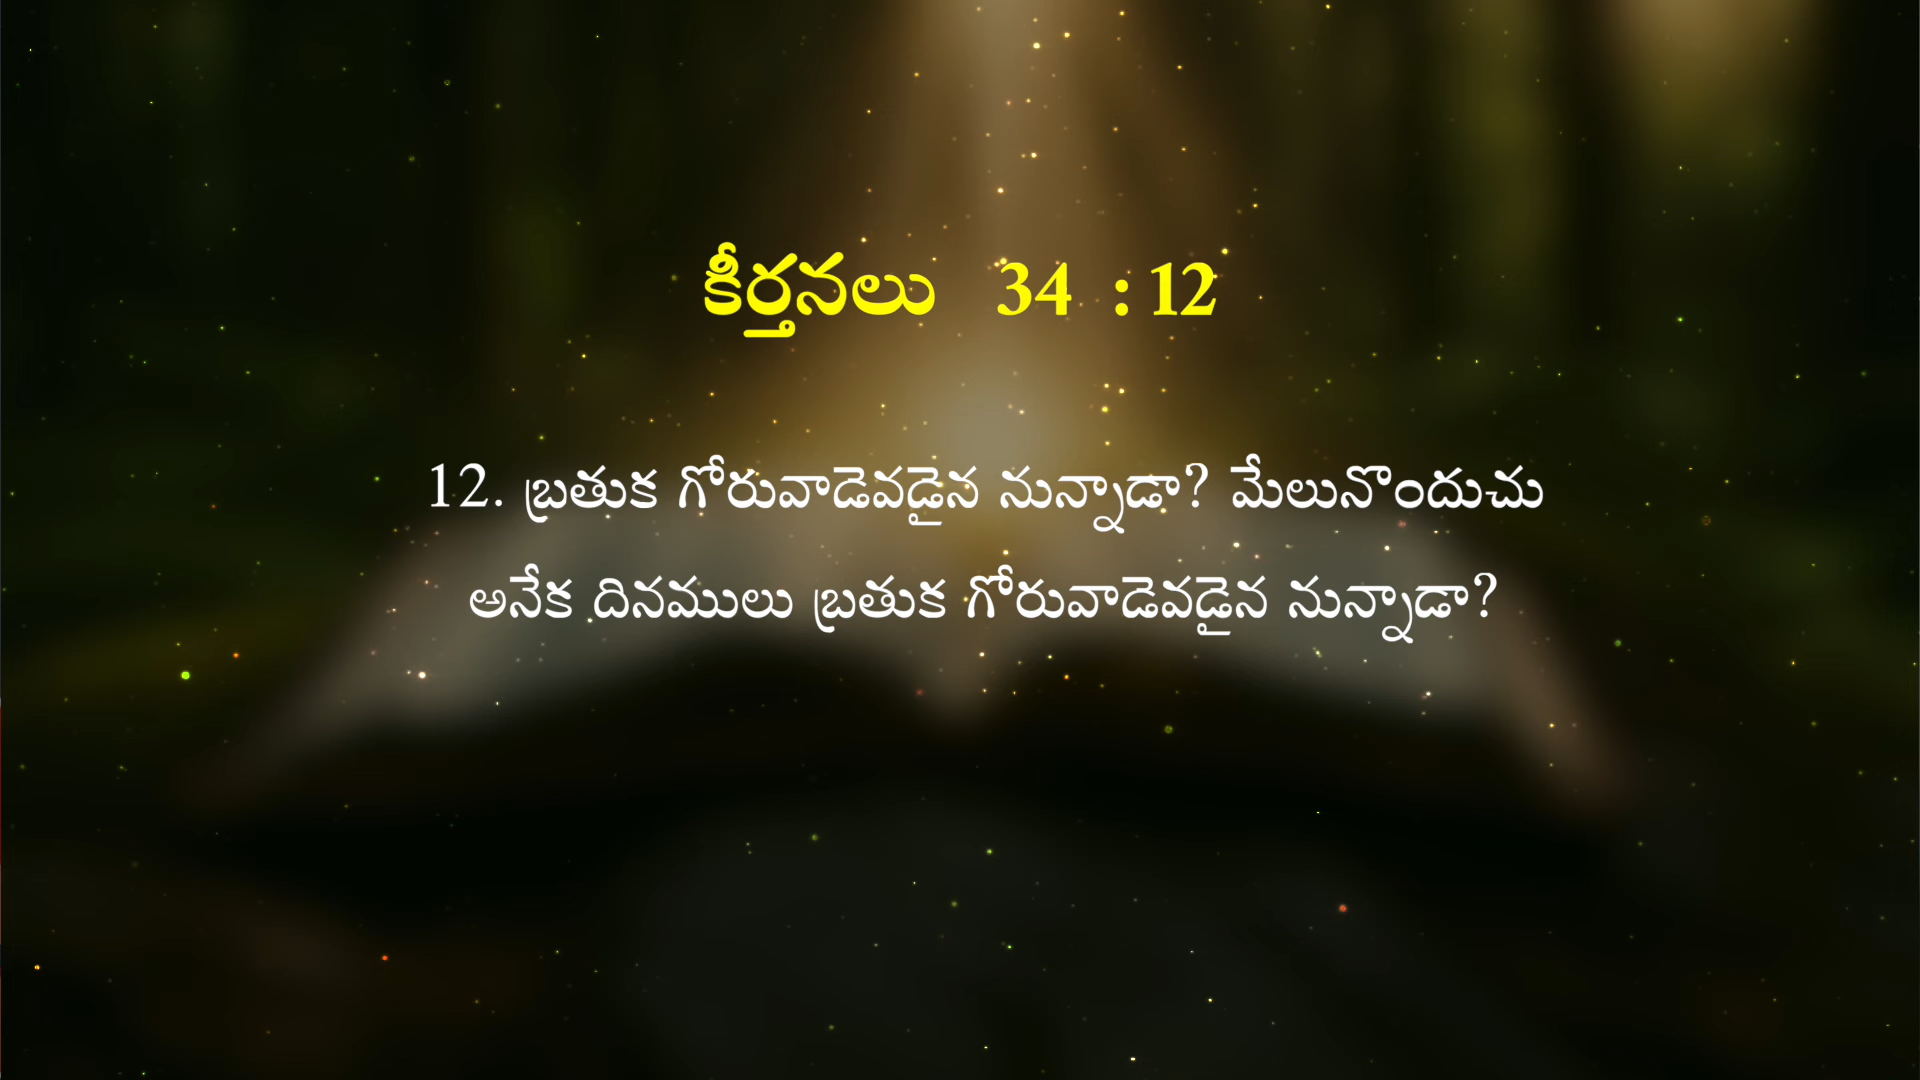 కీర్తనలు 34 : 12
12. బ్రతుక గోరువాడెవడైన నున్నాడా? మేలునొందుచు
అనేక దినములు బ్రతుక గోరువాడెవడైన నున్నాడా?